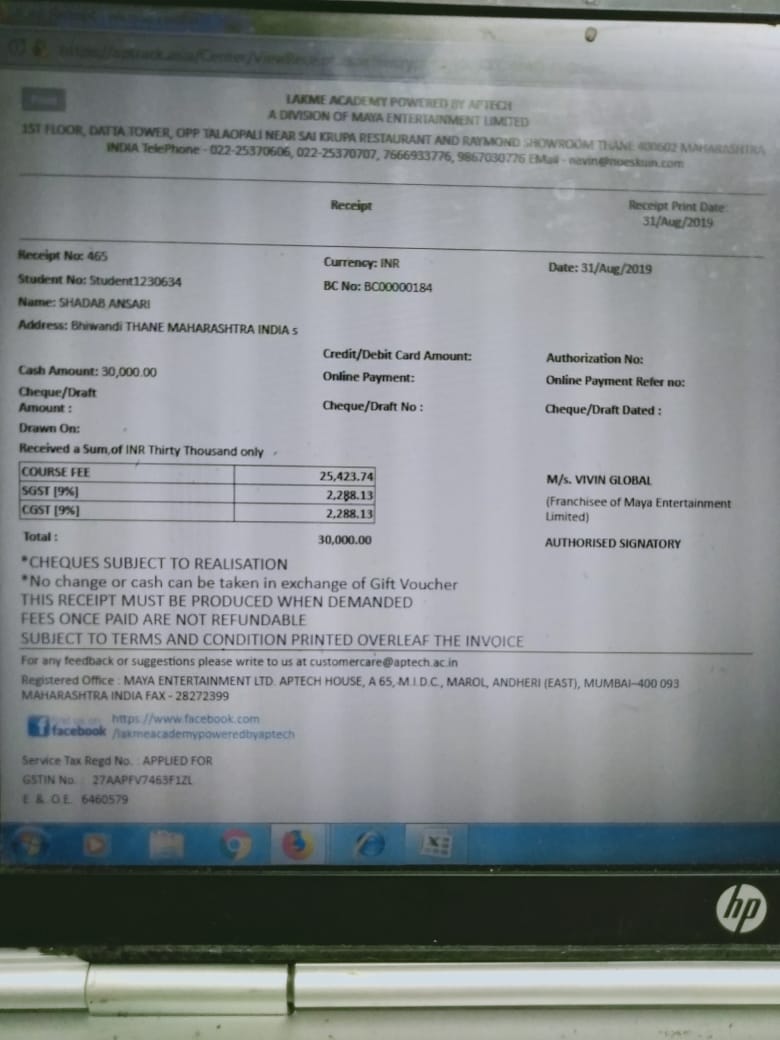 Print
LAKME ACADEMY POWERED BY APTECH
A DIVISION OF MAYA ENTERTAINMENT LIMITED
1ST FLOOR, DATTA TOWER, OPP TALAOPALI NEAR SAI KRUPA RESTAURANT AND RAYMOND SHOWROOM THANE 400602 MAHARASHTRA
INDIA TelePhone - 022-25370606, 022-25370707, 7666933776, 9867030776 EMail -
Receipt
Receipt Print Date:
31/Aug/2019
Receipt No: 465
Currency: INR
Date: 31/Aug/2019
Student No: Student1230634
BC No: BC00000184
Name: SHADAB ANSARI
Address: Bhiwandi THANE MAHARASHTRA INDIA s
Credit/Debit Card Amount:
Authorization No:
Cash Amount: 30,000.00
Online Payment:
Online Payment Refer no:
Cheque/Draft
Amount :
Cheque/Draft No :
Cheque/Draft Dated :
Drawn On:
Received a Sum,of INR Thirty Thousand only
COURSE FEE 25,423.74
SGST [9%] 2,288.13
CGST [9%] 2,288.13
Total : 30,000.00
M/s. VIVIN GLOBAL
(Franchisee of Maya Entertainment
Limited)
AUTHORISED SIGNATORY
*CHEQUES SUBJECT TO REALISATION
*No change or cash can be taken in exchange of Gift Voucher
THIS RECEIPT MUST BE PRODUCED WHEN DEMANDED
FEES ONCE PAID ARE NOT REFUNDABLE
SUBJECT TO TERMS AND CONDITION PRINTED OVERLEAF THE INVOICE
For any feedback or suggestions please write to us at customercare@aptech.ac.in
Registered Office : MAYA ENTERTAINMENT LTD. APTECH HOUSE, A 65, M.I.D.C., MAROL, ANDHERI (EAST), MUMBAI-400 093
MAHARASHTRA INDIA FAX - 28272399
find us on
facebook
https://www.facebook.com
/lakmeacademypoweredbyaptech
Service Tax Regd No. : APPLIED FOR
GSTIN No. : 27AAPFV7463F1ZL
E. & .O.E. 6460579
hp